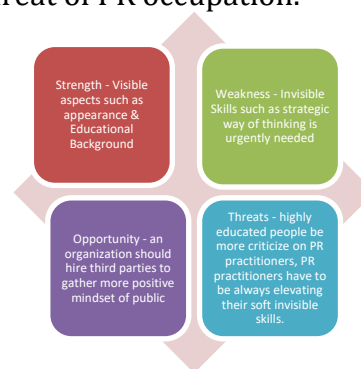 threat of PR occupation.
Strength - Visible
aspects such as
appearance &
Educational
Background
Weakness - Invisible
Skills such as strategic
way of thinking is
urgently needed
Opportunity - an
organization should
hire third parties to
gather more positive
mindset of public
Threats - highly
educated people be
more criticize on PR
practitioners, PR
practitioners have to
be always elevating
their soft invisible
skills.